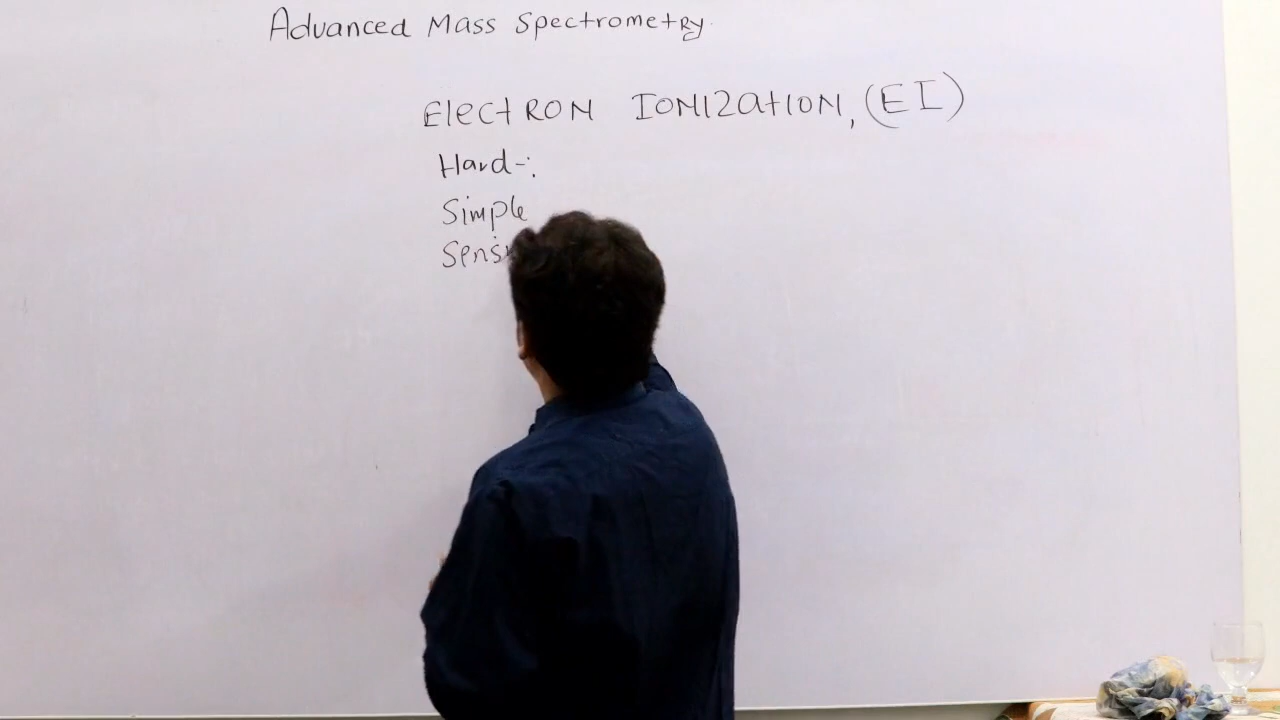 Advanced Mass Spectrometry.
Electron Ionization, (EI)
Hard-:
Simple